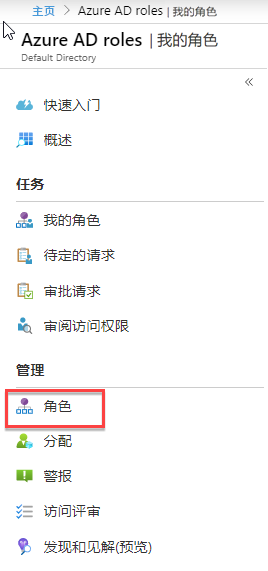 主页 > Azure AD roles | 我的角色
Azure AD roles | 我的角色
Default Directory
«
快速入门
概述
任务
我的角色
待定的请求
审批请求
审阅访问权限
管理
角色
分配
警报
访问评审
发现和见解(预览)